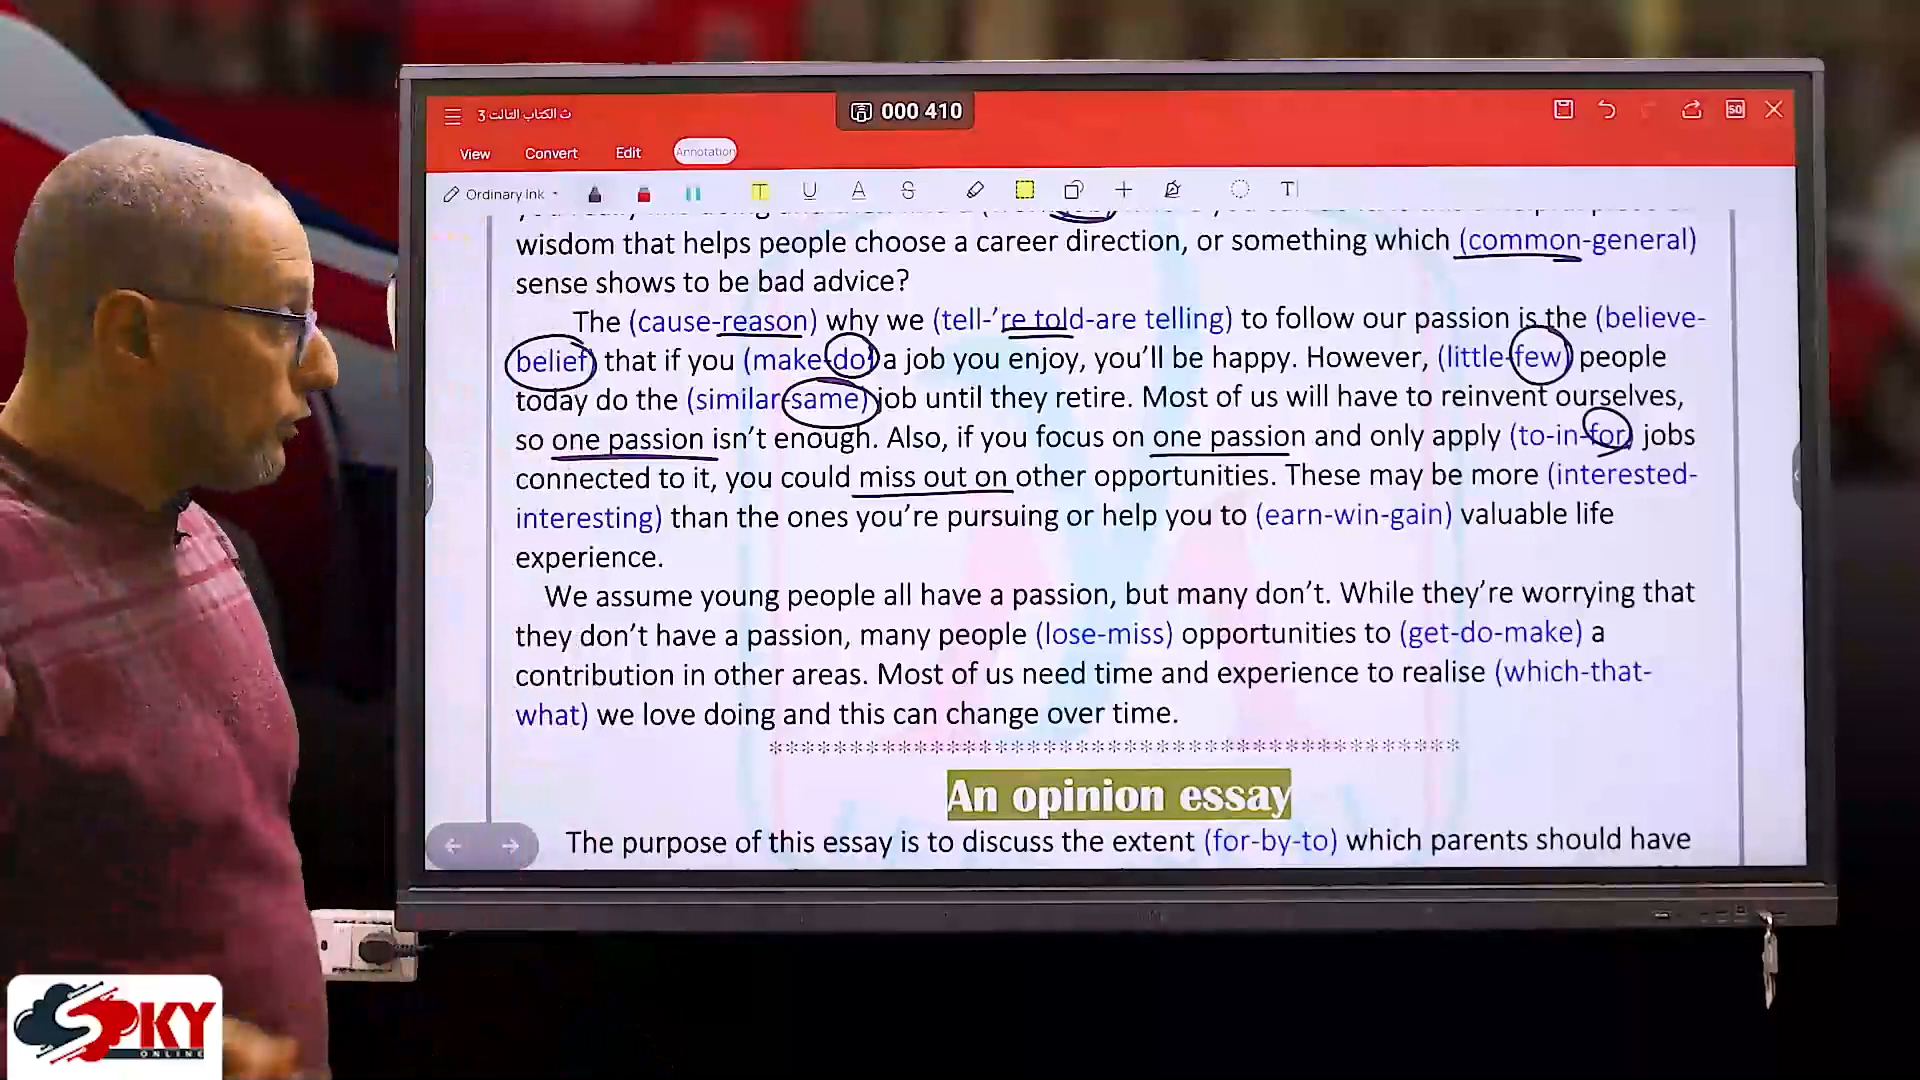 3 ث الكتاب الثالث
000 410
50
View
Convert
Edit
Annotation
Ordinary Ink
wisdom that helps people choose a career direction, or something which (common-general)
sense shows to be bad advice?
The (cause-reason) why we (tell-'re told-are telling) to follow our passion is the (believe-
belief) that if you (make-do) a job you enjoy, you'll be happy. However, (little-few) people
today do the (similar-same) job until they retire. Most of us will have to reinvent ourselves,
so one passion isn't enough. Also, if you focus on one passion and only apply (to-in-for) jobs
connected to it, you could miss out on other opportunities. These may be more (interested-
interesting) than the ones you're pursuing or help you to (earn-win-gain) valuable life
experience.
We assume young people all have a passion, but many don't. While they're worrying that
they don't have a passion, many people (lose-miss) opportunities to (get-do-make) a
contribution in other areas. Most of us need time and experience to realise (which-that-
what) we love doing and this can change over time.
An opinion essay
The purpose of this essay is to discuss the extent (for-by-to) which parents should have
SKY
ONLINE